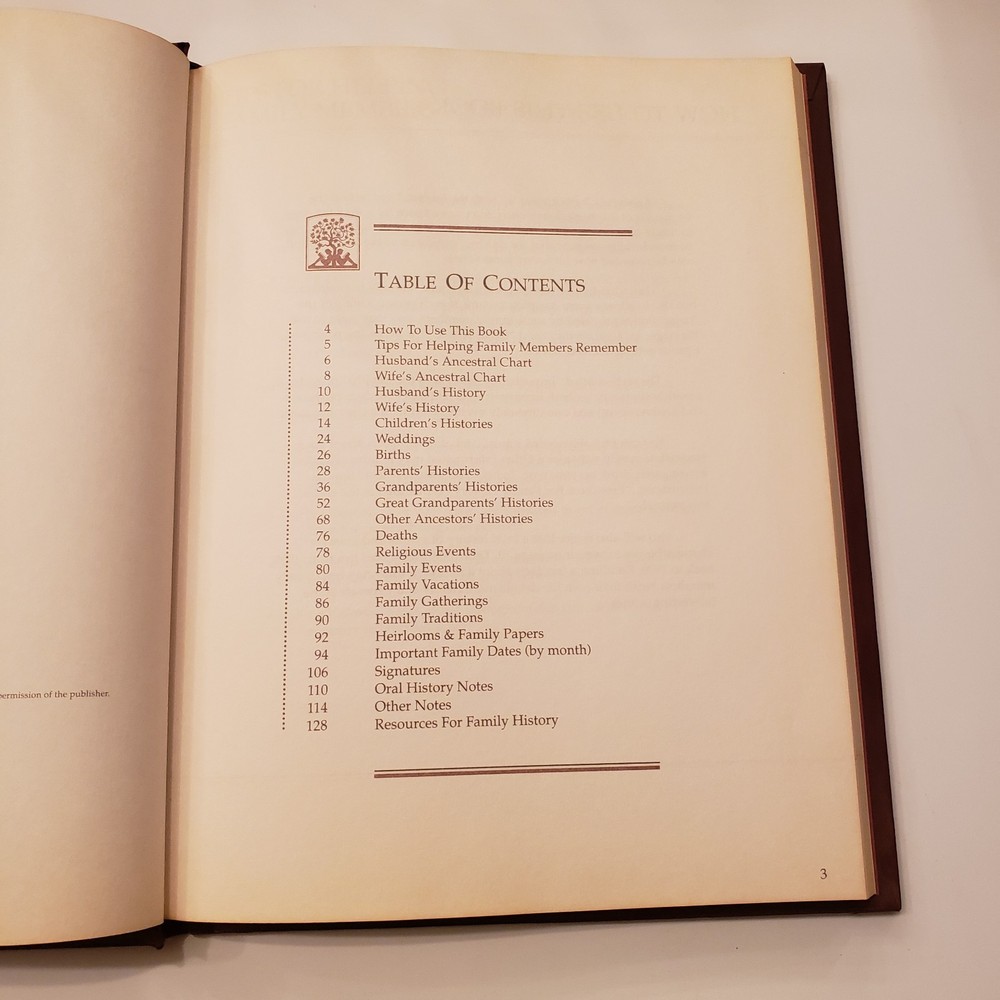 permission of the publisher.
TABLE OF CONTENTS
4 How To Use This Book
5 Tips For Helping Family Members Remember
6 Husband's Ancestral Chart
8 Wife's Ancestral Chart
10 Husband's History
12 Wife's History
14 Children's Histories
24 Weddings
26 Births
28 Parents' Histories
36 Grandparents' Histories
52 Great Grandparents' Histories
68 Other Ancestors' Histories
76 Deaths
78 Religious Events
80 Family Events
84 Family Vacations
86 Family Gatherings
90 Family Traditions
92 Heirlooms & Family Papers
94 Important Family Dates (by month)
106 Signatures
110 Oral History Notes
114 Other Notes
128 Resources For Family History
3